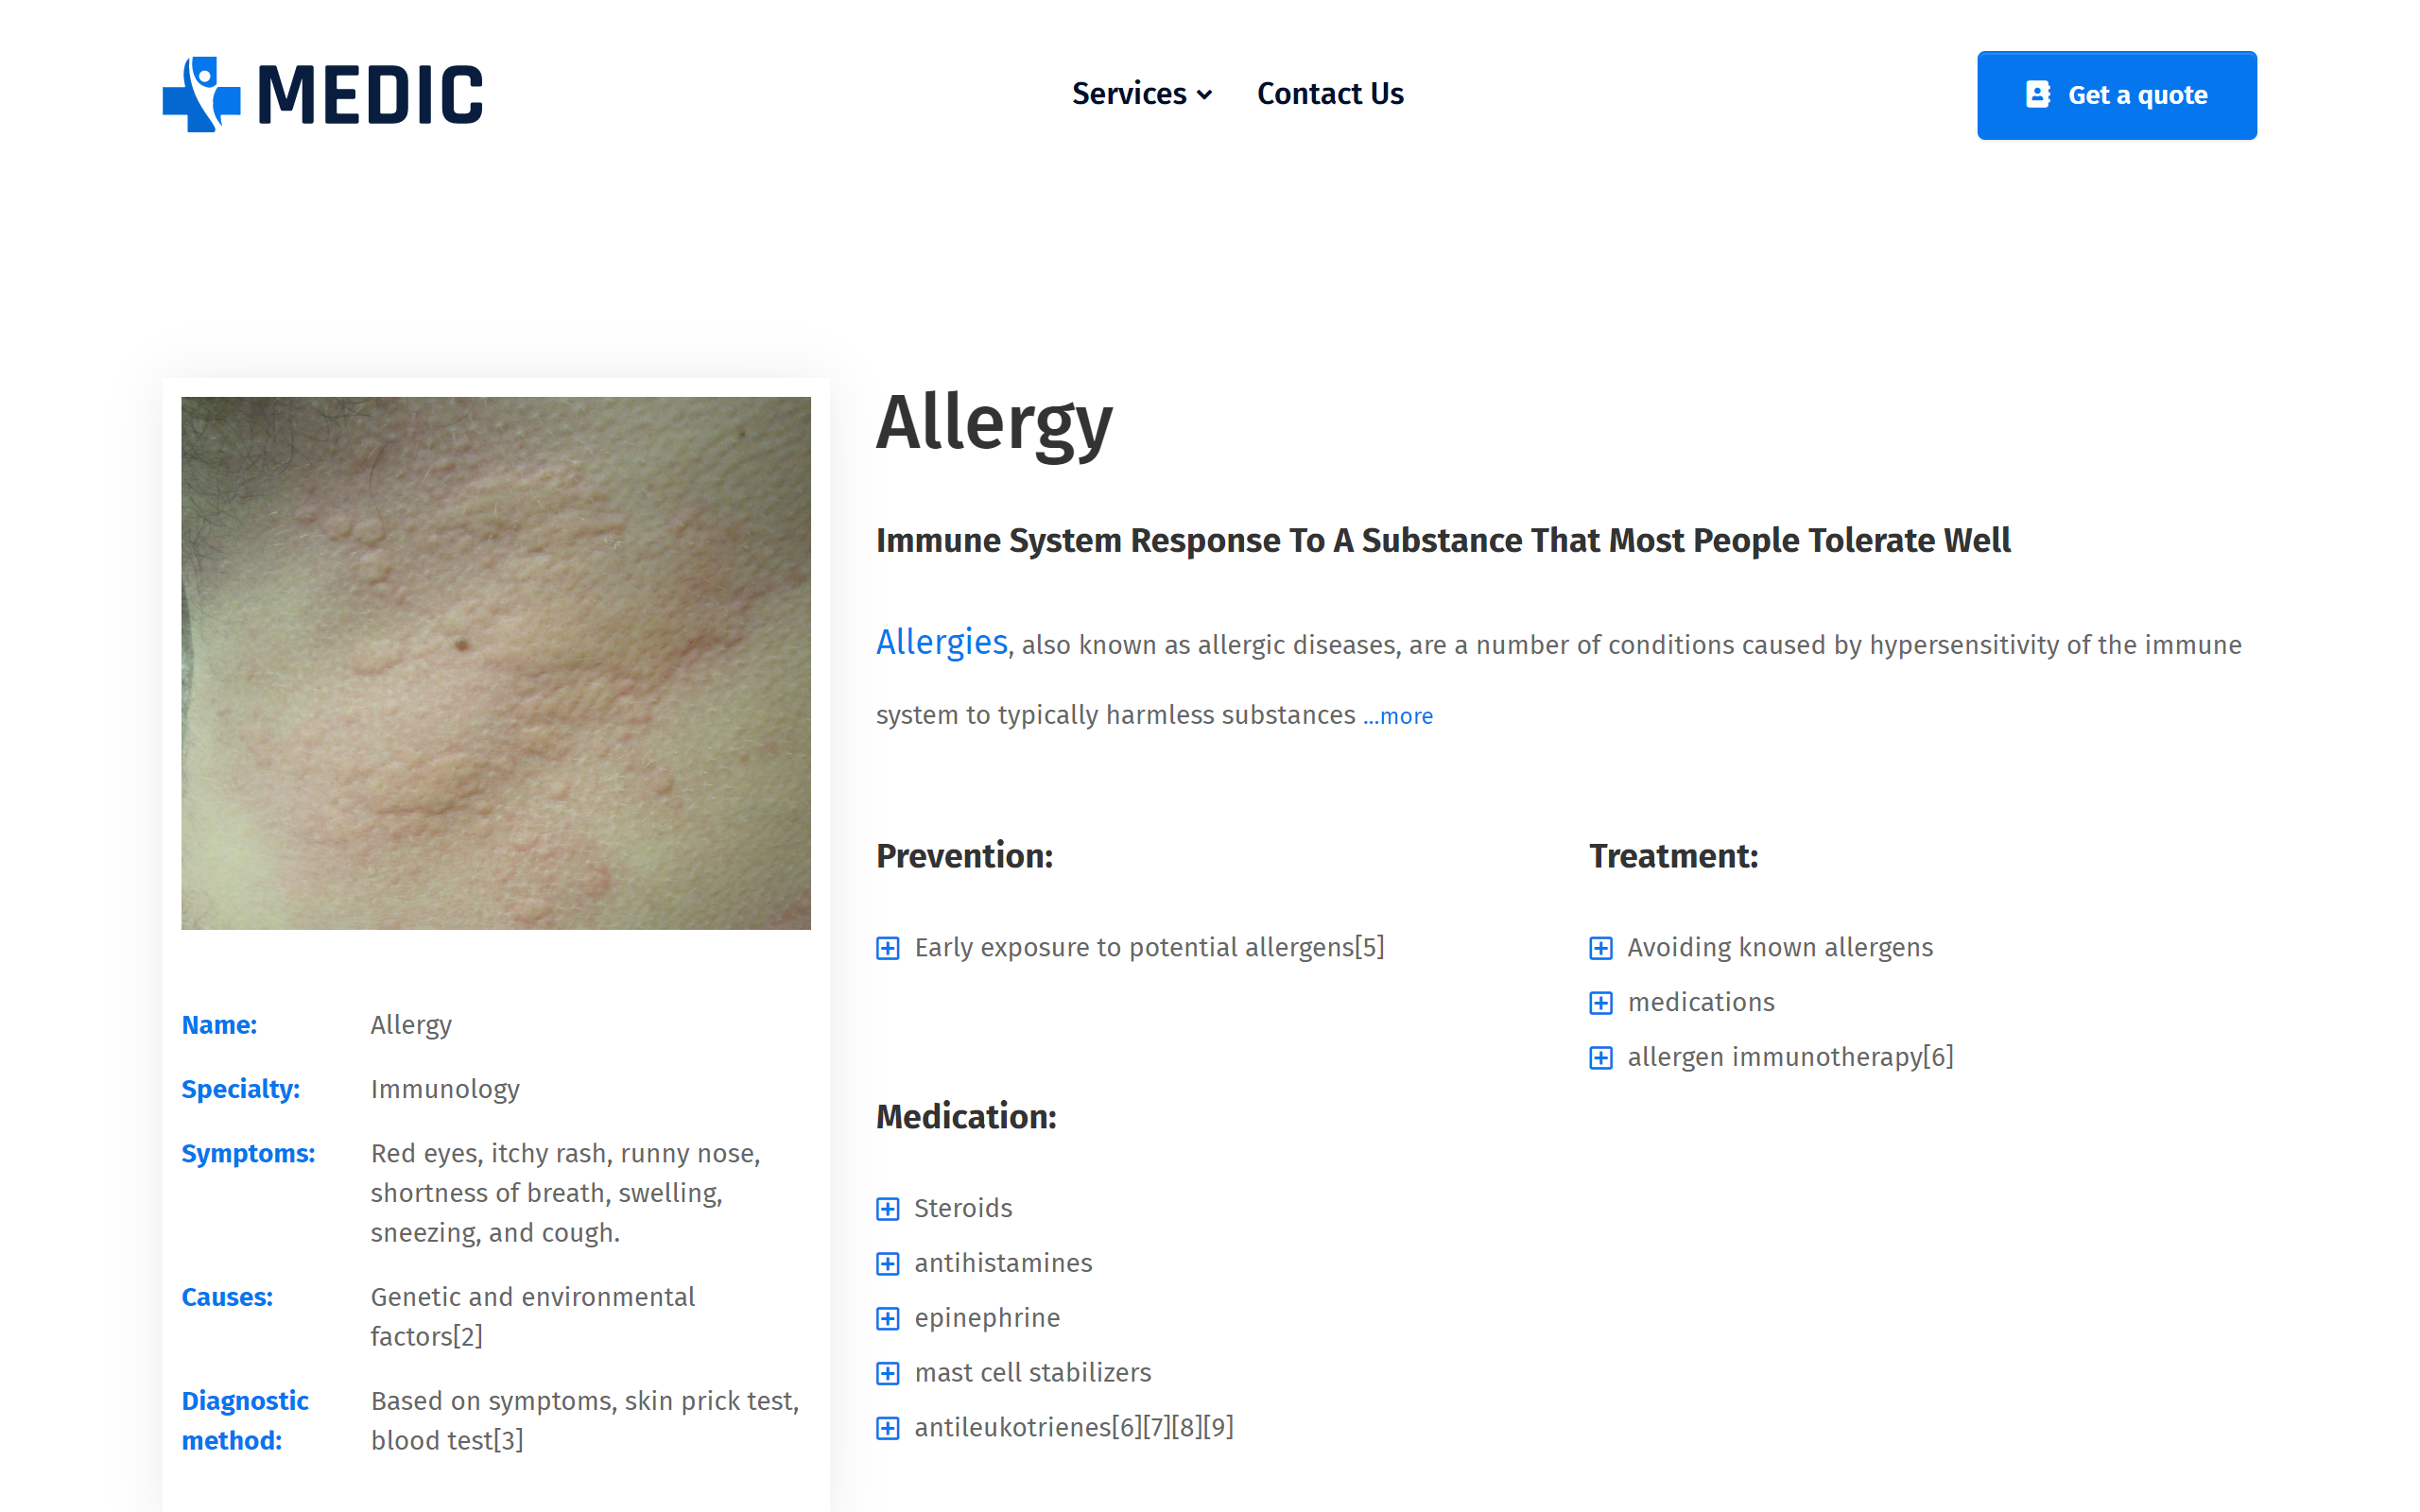 MEDIC
Services
Contact Us
Get a quote
Allergy
Immune System Response To A Substance That Most People Tolerate Well
Allergies, also known as allergic diseases, are a number of conditions caused by hypersensitivity of the immune
system to typically harmless substances ...more
Prevention:
Early exposure to potential allergens[5]
Treatment:
Avoiding known allergens
medications
allergen immunotherapy[6]
Medication:
Steroids
antihistamines
epinephrine
mast cell stabilizers
antileukotrienes[6][7][8][9]
Name: Allergy
Specialty: Immunology
Symptoms: Red eyes, itchy rash, runny nose,
shortness of breath, swelling,
sneezing, and cough.
Causes: Genetic and environmental
factors[2]
Diagnostic Based on symptoms, skin prick test,
method: blood test[3]